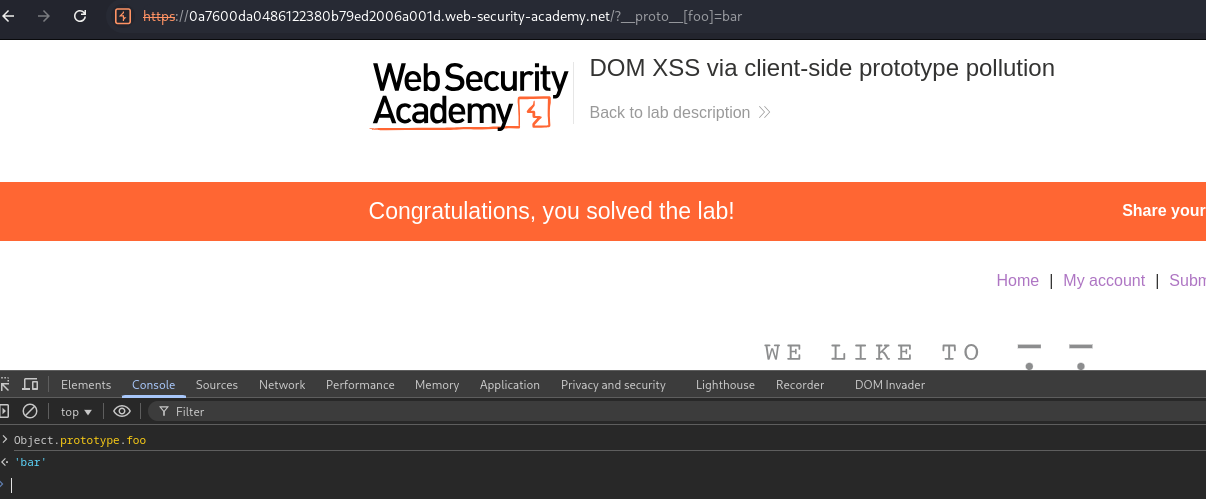 https://0a7600da0486122380b79ed2006a001d.web-security-academy.net/?__proto__[foo]=bar
WebSecurity
Academy
DOM XSS via client-side prototype pollution
Back to lab description
Congratulations, you solved the lab!
Share your
Home | My account | Subm
WE LIKE TO
Elements Console Sources Network Performance Memory Application Privacy and security Lighthouse Recorder DOM Invader
top Filter
Object.prototype.foo
'bar'